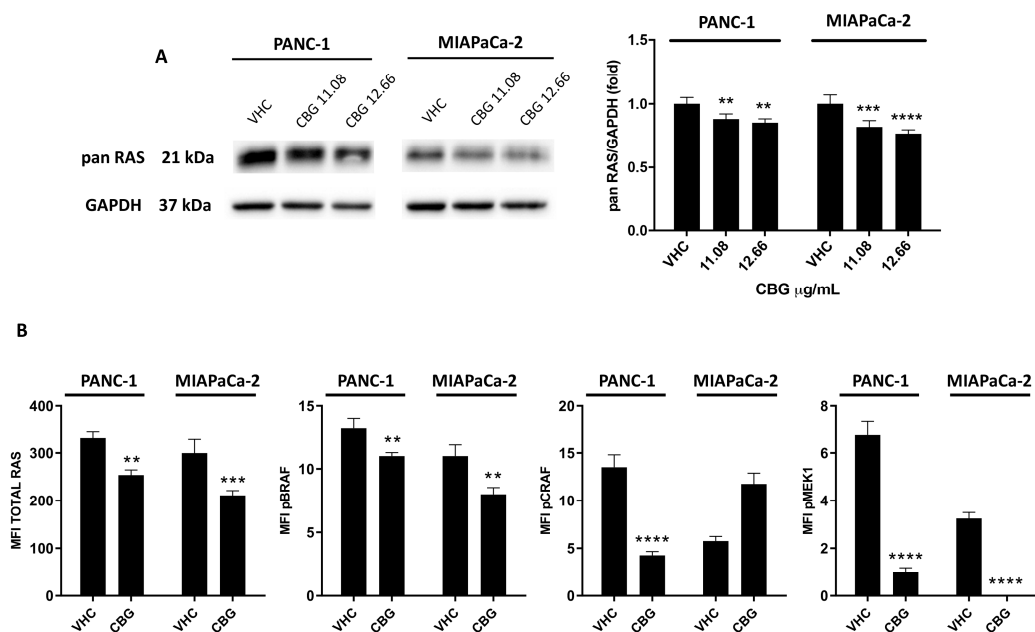 A
PANC-1
MIAPaCa-2
VHC
CBG 11.08
CBG 12.66
VHC
CBG 11.08
CBG 12.66
pan RAS 21 kDa
GAPDH 37 kDa
PANC-1
MIAPaCa-2
pan RAS/GAPDH (fold)
1.5
1.0
0.5
0.0
** ** *** ****
VHC 11.08 12.66 VHC 11.08 12.66
CBG μg/mL
B
PANC-1 MIAPaCa-2
MFI TOTAL RAS
400
300
200
100
0
** ***
VHC CBG VHC CBG
PANC-1 MIAPaCa-2
MFI pBRAF
15
10
5
0
** **
VHC CBG VHC CBG
PANC-1 MIAPaCa-2
MFI pCRAF
20
15
10
5
0
****
VHC CBG VHC CBG
PANC-1 MIAPaCa-2
MFI pMEK1
8
6
4
2
0
**** ****
VHC CBG VHC CBG